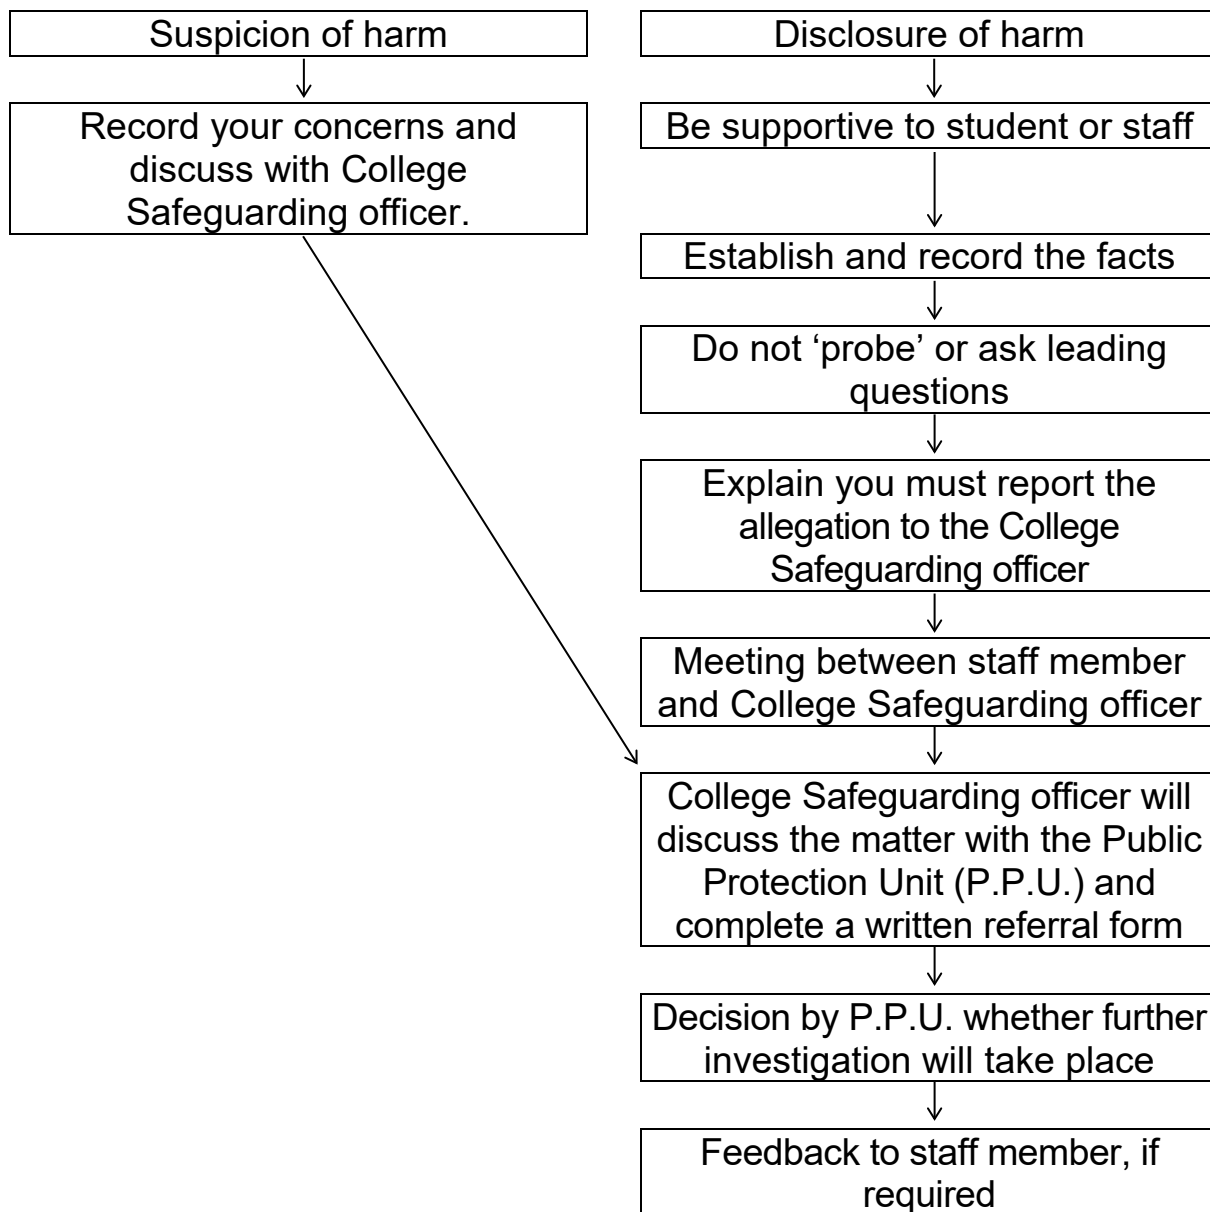 Suspicion of harm
Record your concerns and
discuss with College
Safeguarding officer.
Disclosure of harm
Be supportive to student or staff
Establish and record the facts
Do not ‘probe’ or ask leading
questions
Explain you must report the
allegation to the College
Safeguarding officer
Meeting between staff member
and College Safeguarding officer
College Safeguarding officer will
discuss the matter with the Public
Protection Unit (P.P.U.) and
complete a written referral form
Decision by P.P.U. whether further
investigation will take place
Feedback to staff member, if
required